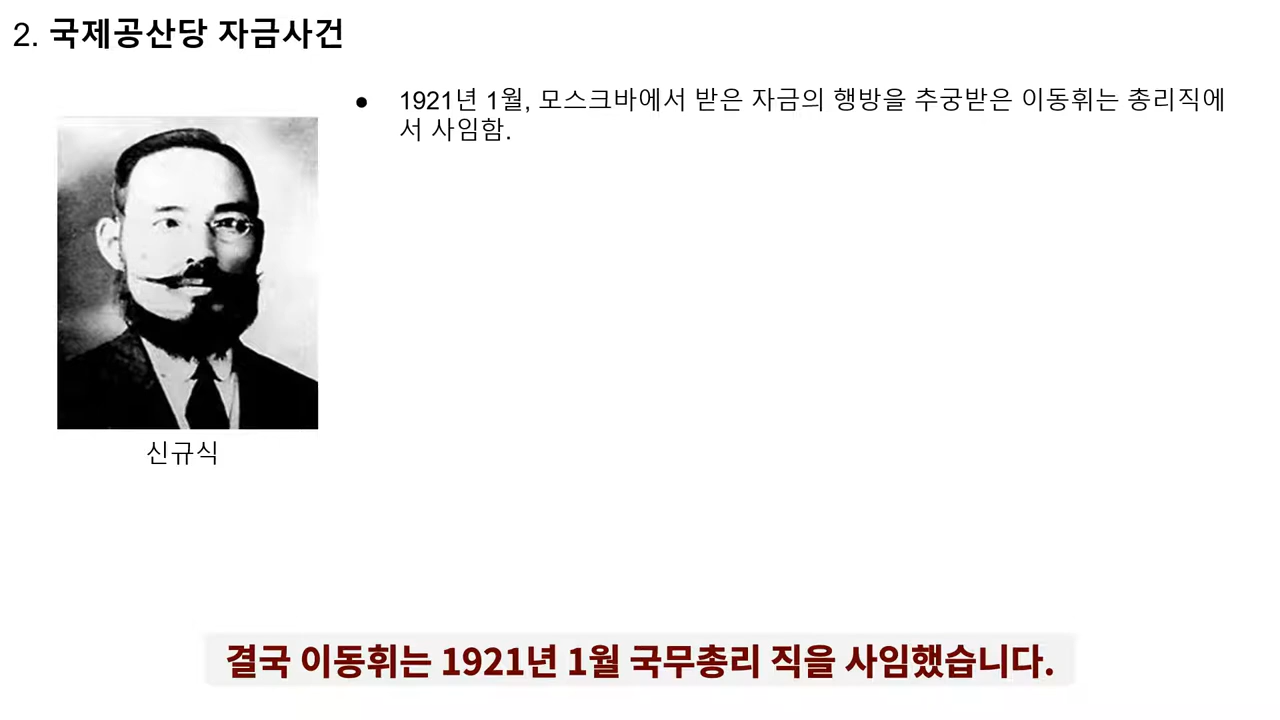 2. 국제공산당 자금사건
● 1921년 1월, 모스크바에서 받은 자금의 행방을 추궁받은 이동휘는 총리직에
서 사임함.
신규식
결국 이동휘는 1921년 1월 국무총리 직을 사임했습니다.